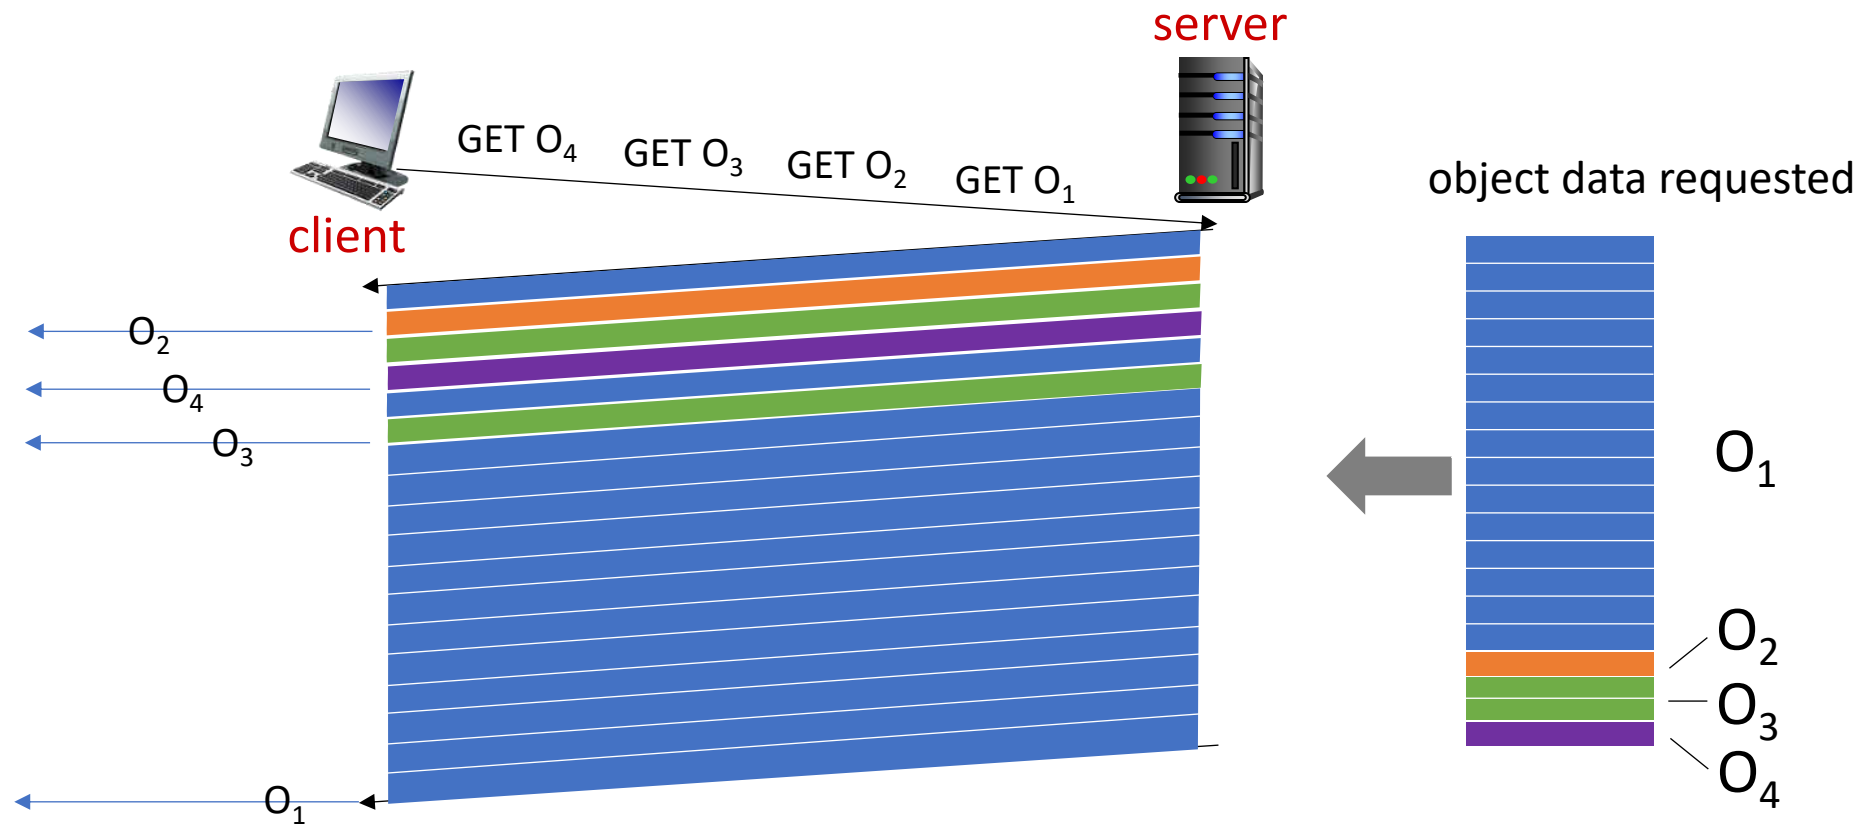 server
GET O4
GET O3
GET O2
GET O1
object data requested
client
O2
O4
O3
O1
O1
O2
O3
O4